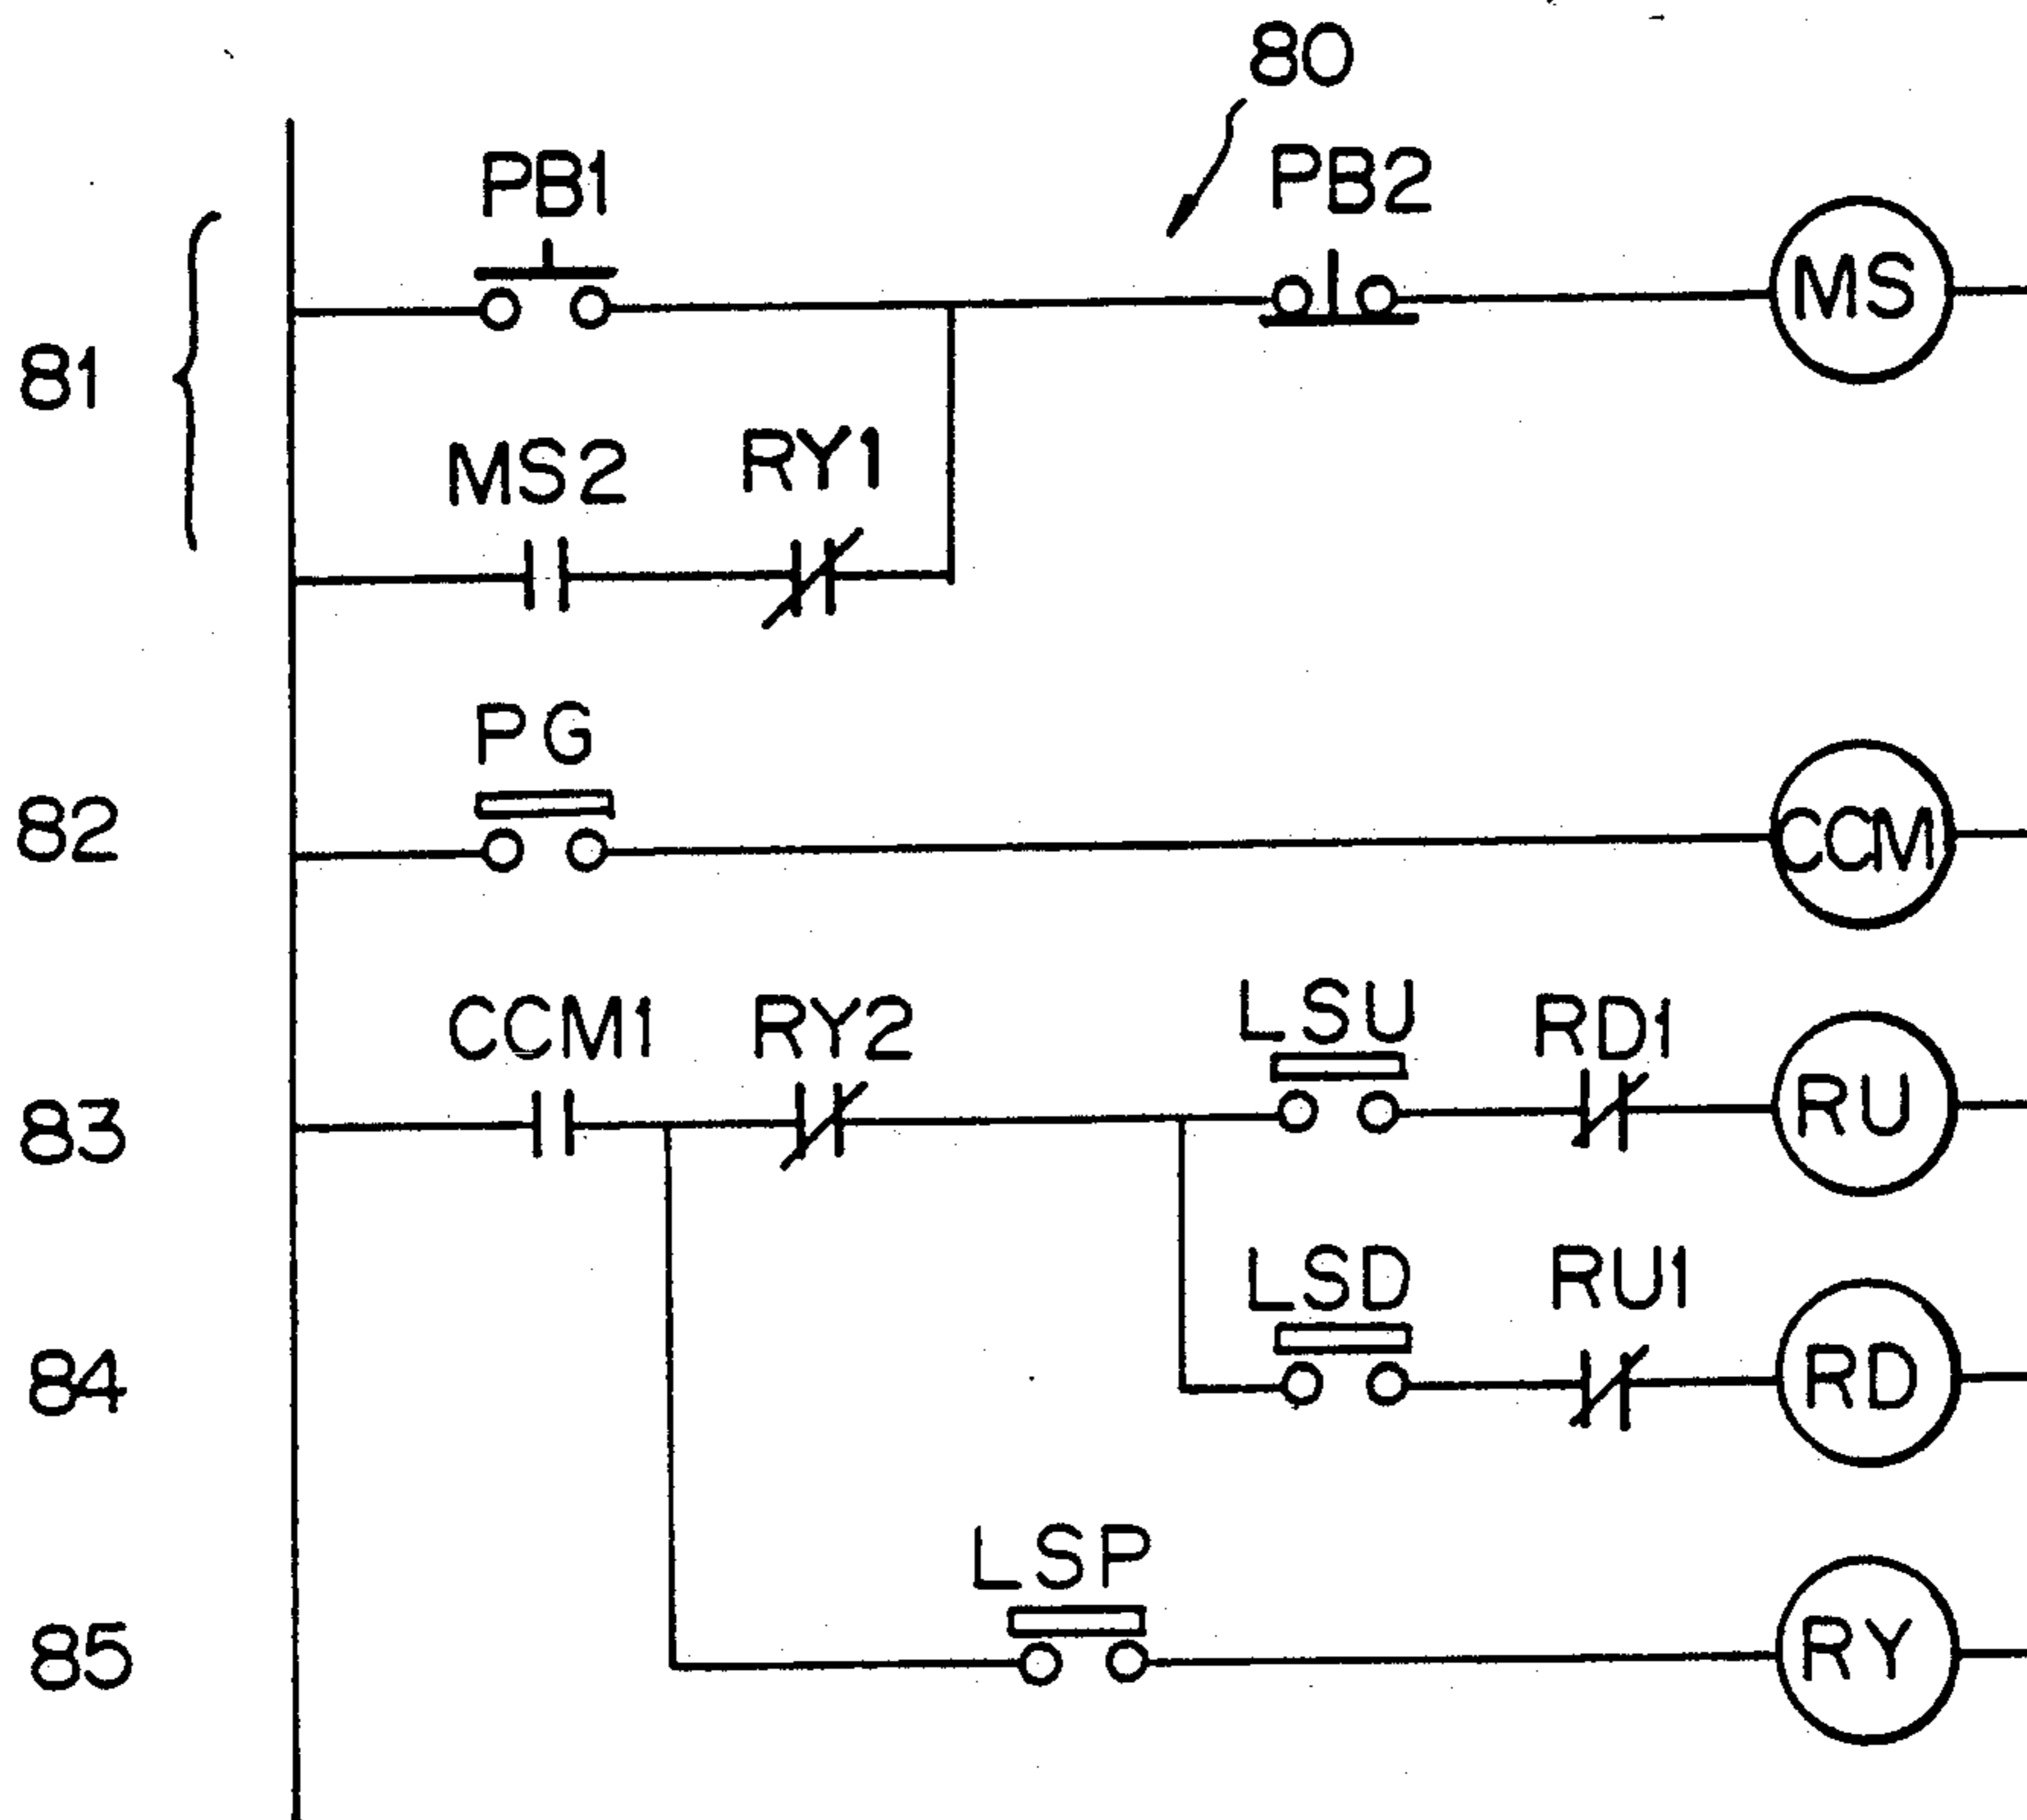 80
PB1 PB2
MS
81
MS2 RY1
PG
82 CCM
CCM1 RY2 LSU RD1
83 RU
LSD RU1
84 RD
LSP
85 RY